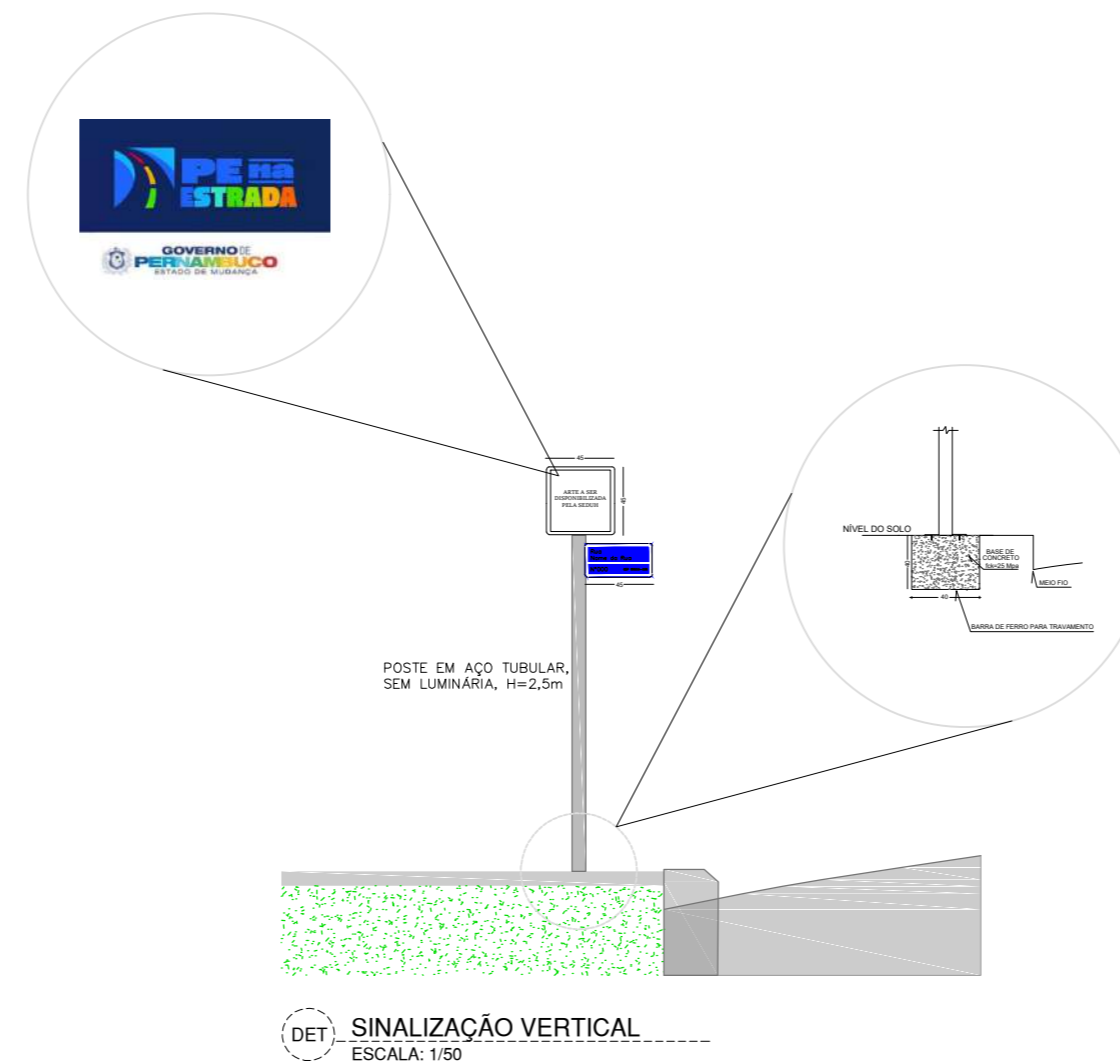 PE na
ESTRADA
GOVERNO DE
PERNAMBUCO
ESTADO DE MUDANÇA
45
ARTE A SER
DISPONIBILIZADA
PELA SEDUH
45
45
POSTE EM AÇO TUBULAR,
SEM LUMINÁRIA, H=2,5m
NÍVEL DO SOLO
BASE DE
CONCRETO
fck=25 Mpa
40
40
MEIO FIO
BARRA DE FERRO PARA TRAVAMENTO
DET
SINALIZAÇÃO VERTICAL
ESCALA: 1/50